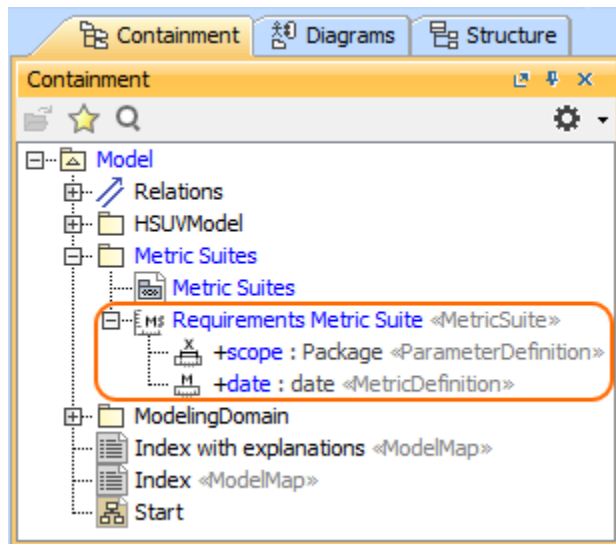 Containment Diagrams Structure
Containment
Model
Relations
HSUVModel
Metric Suites
Metric Suites
MS Requirements Metric Suite «MetricSuite»
X +scope : Package «ParameterDefinition»
M +date : date «MetricDefinition»
ModelingDomain
Index with explanations «ModelMap»
Index «ModelMap»
Start